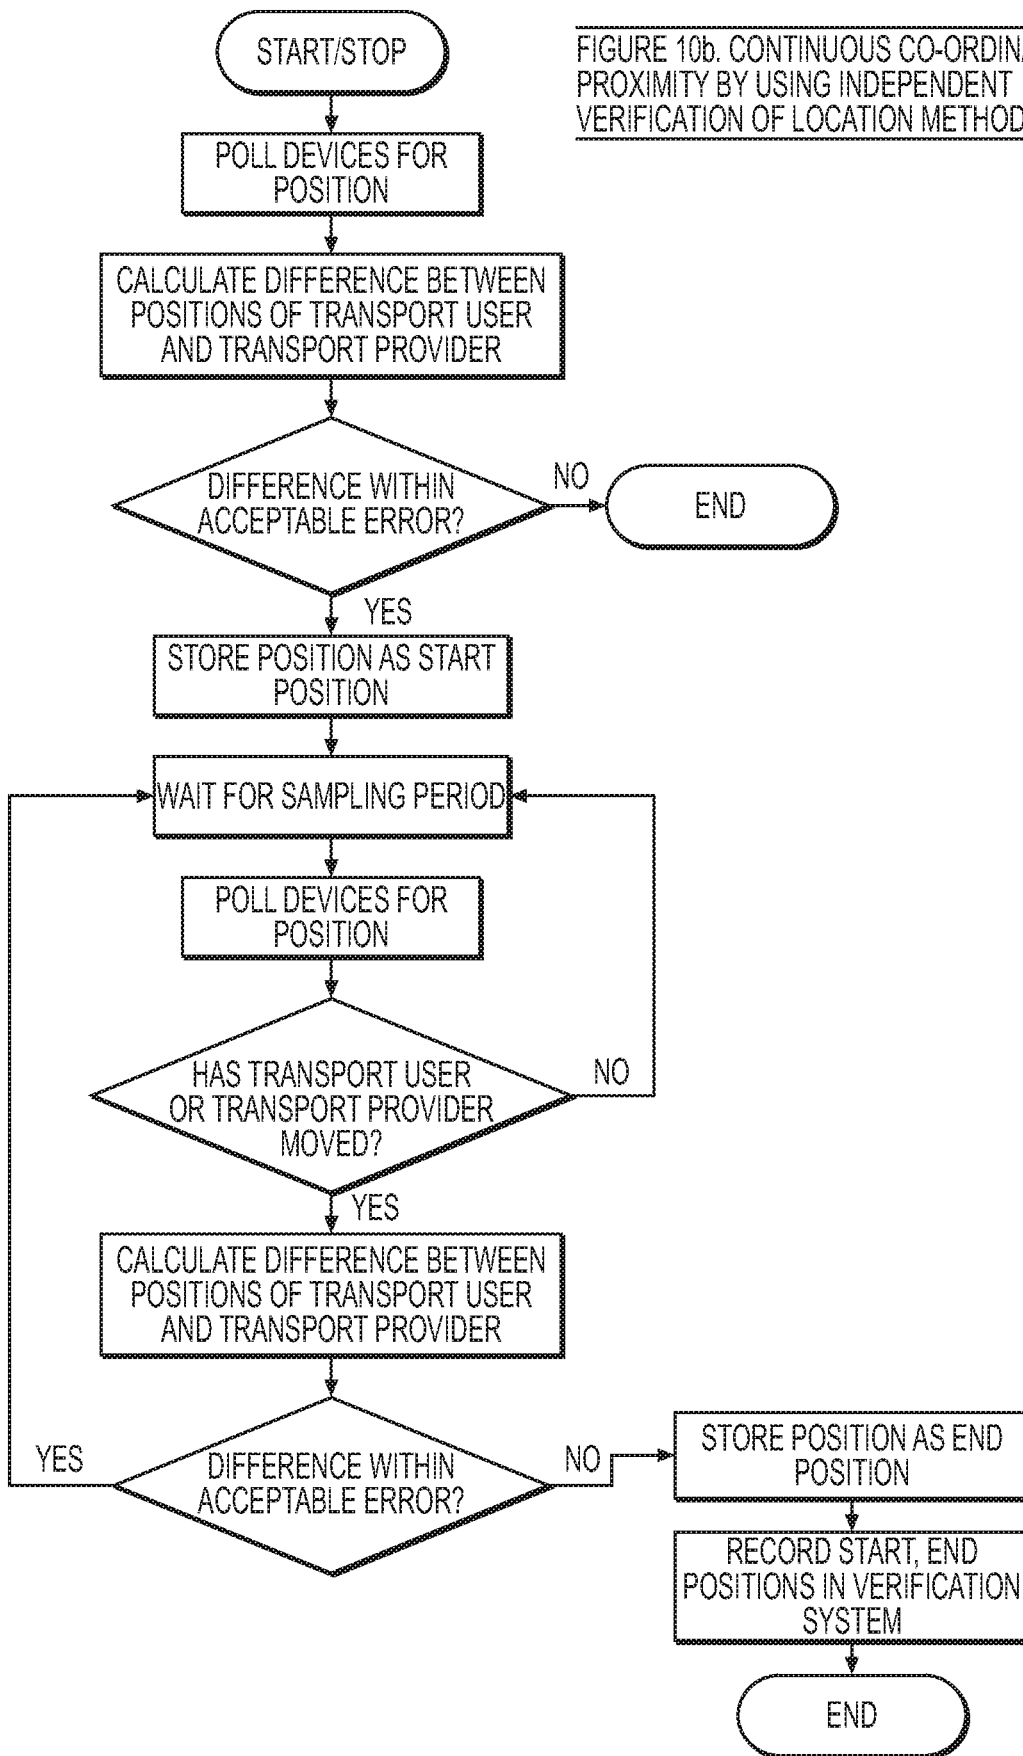 START/STOP
FIGURE 10b. CONTINUOUS
PROXIMITY BY USING INDEPENDENT
VERIFICATION OF LOCATION METHOD
POLL DEVICES FOR
POSITION
CALCULATE DIFFERENCE BETWEEN
POSITIONS OF TRANSPORT USER
AND TRANSPORT PROVIDER
DIFFERENCE WITHIN
ACCEPTABLE ERROR?
NO
END
YES
STORE POSITION AS START
POSITION
WAIT FOR SAMPLING PERIOD
POLL DEVICES FOR
POSITION
HAS TRANSPORT USER
OR TRANSPORT PROVIDER
MOVED?
NO
YES
CALCULATE DIFFERENCE BETWEEN
POSITIONS OF TRANSPORT USER
AND TRANSPORT PROVIDER
DIFFERENCE WITHIN
ACCEPTABLE ERROR?
YES
NO
STORE POSITION AS END
POSITION
RECORD START, END
POSITIONS IN VERIFICATION
SYSTEM
END